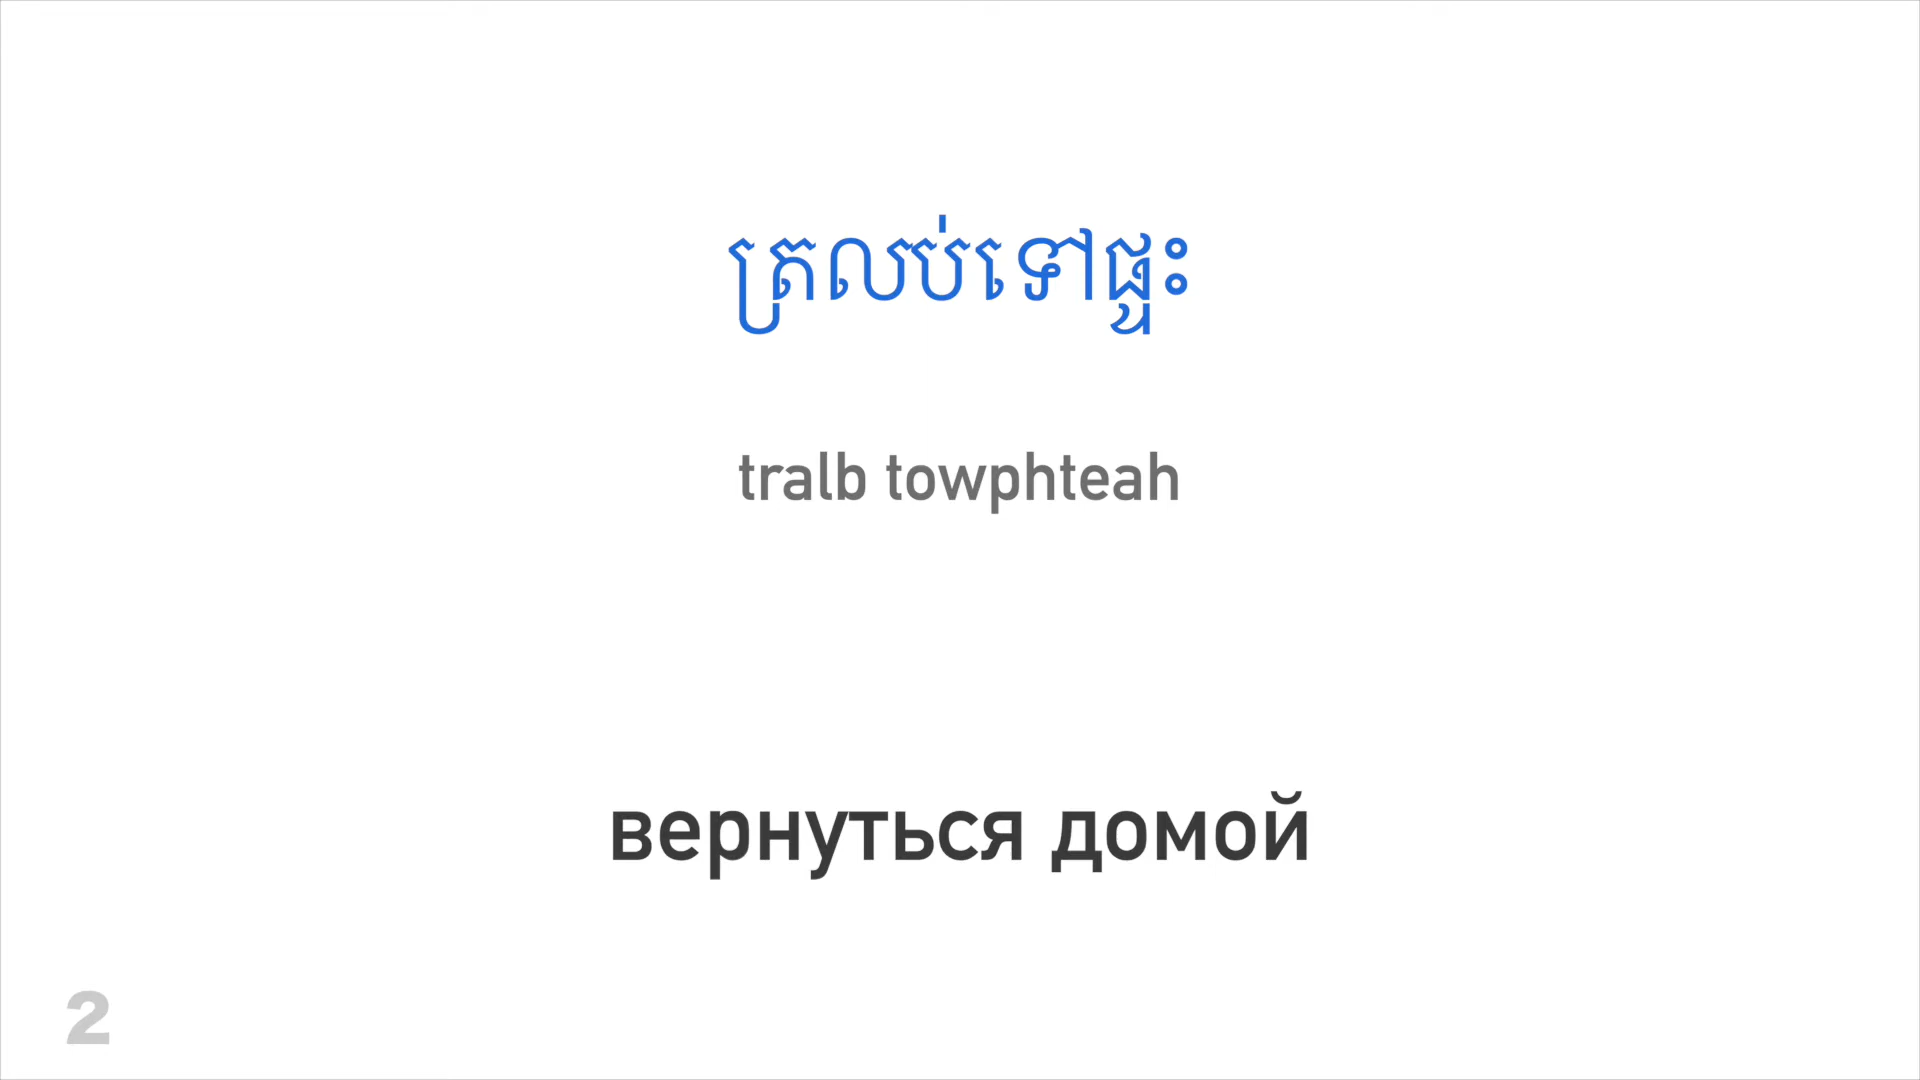 ត្រលប់ទៅផ្ទះ
tralb towphteah
вернуться домой
2